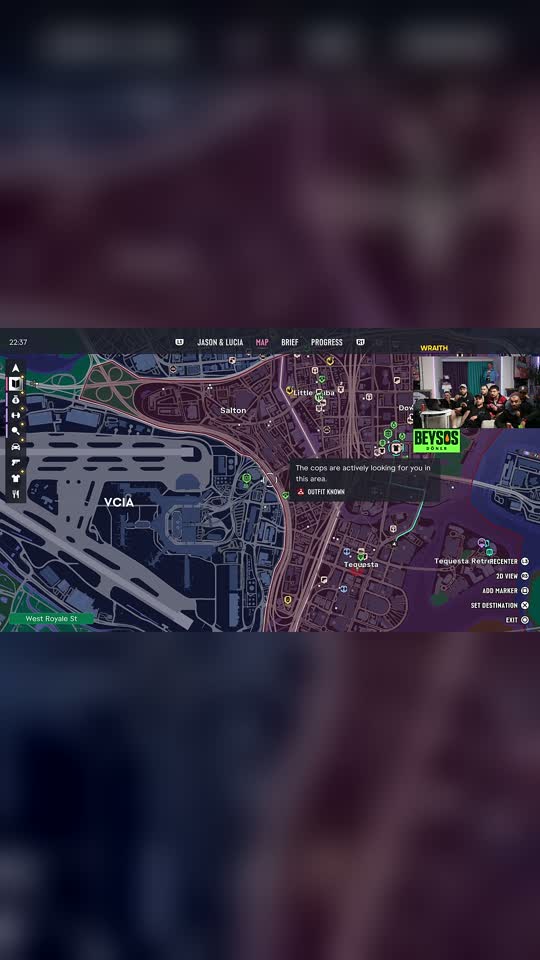 22:37
L1
JASON & LUCIA
MAP
BRIEF
PROGRESS
R1
WRAITH
Little Cuba
Salton
BEYSOS
DÖNER
The cops are actively looking for you in
this area.
OUTFIT KNOWN
VCIA
Tequesta
Tequesta Retr
RECENTER
2D VIEW
ADD MARKER
SET DESTINATION
EXIT
West Royale St